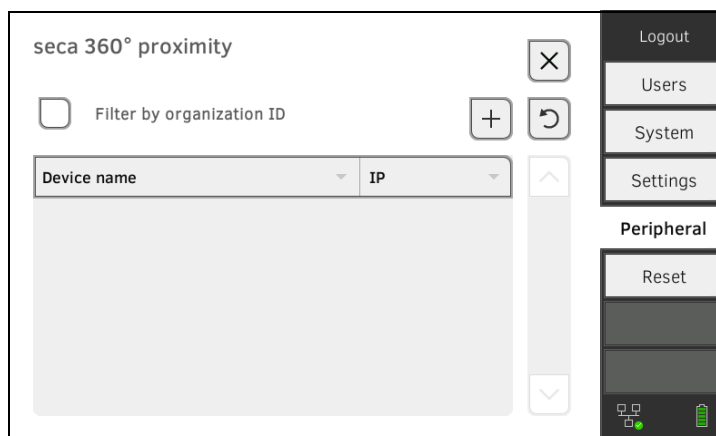 seca 360° proximity
Filter by organization ID
Device name
IP
Logout
Users
System
Settings
Peripheral
Reset